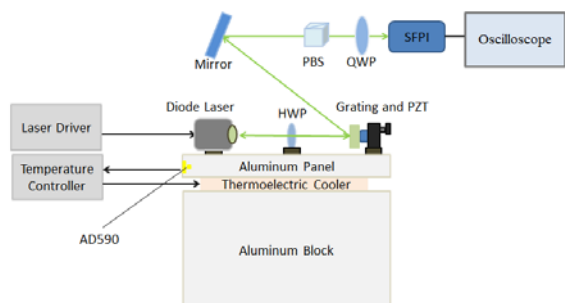 Mirror
PBS
QWP
SFPI
Oscilloscope
Diode Laser
HWP
Grating and PZT
Laser Driver
Temperature
Controller
Aluminum Panel
Thermoelectric Cooler
AD590
Aluminum Block